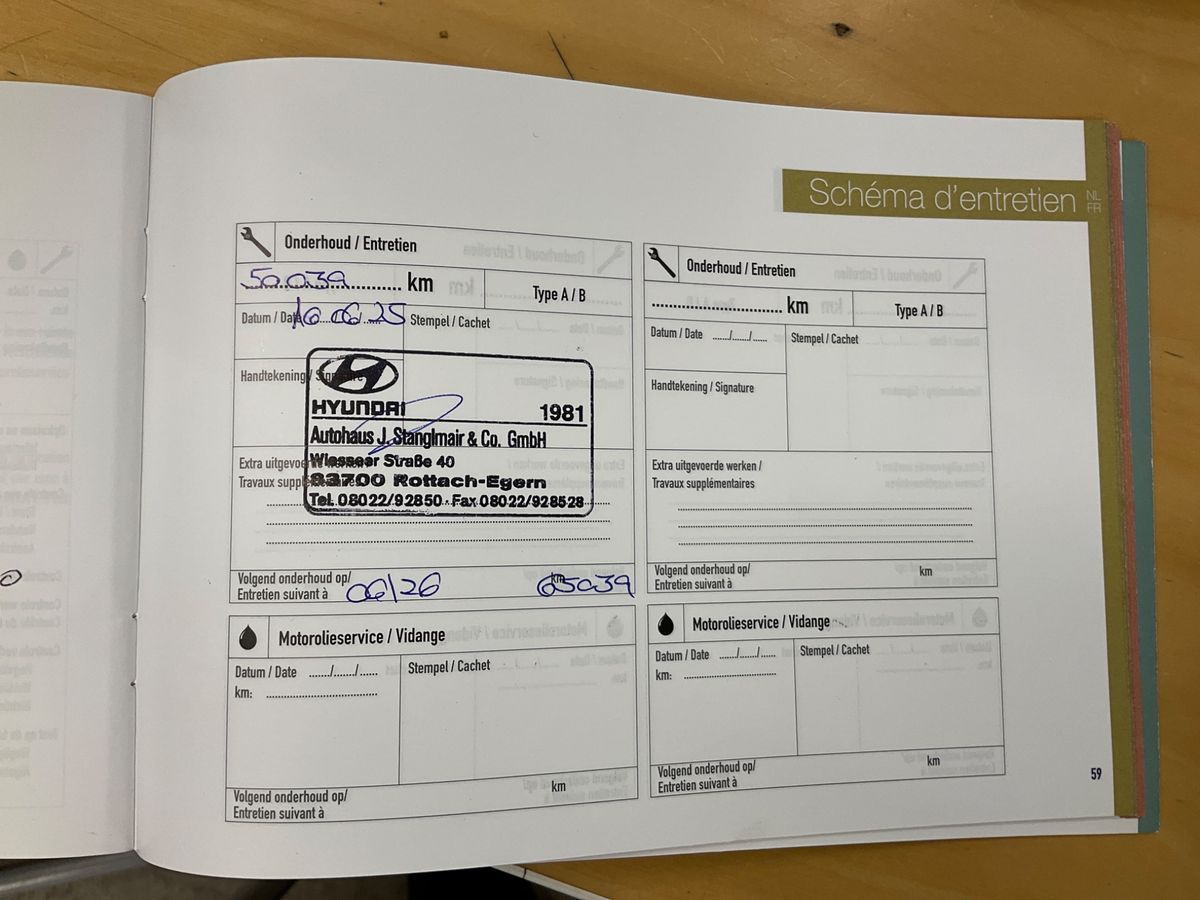 Schéma d'entretien NL FR
Onderhoud / Entretien
50.039 km Type A / B
Datum / Date 16.06.25 Stempel / Cachet
Handtekening / Signature
HYUNDAI 1981
Autohaus J. Stanglmair & Co. GmbH
Wiesseer Straße 40
83700 Rottach-Egern
Tel. 08022/92850 · Fax 08022/928528
Extra uitgevoerde werken /
Travaux supplémentaires
Volgend onderhoud op/ km
Entretien suivant à 06/26 65039
Onderhoud / Entretien
km Type A / B
Datum / Date ...../...../..... Stempel / Cachet
Handtekening / Signature
Extra uitgevoerde werken /
Travaux supplémentaires
Volgend onderhoud op/ km
Entretien suivant à
Motorolieservice / Vidange
Datum / Date ...../...../..... Stempel / Cachet
km:
Volgend onderhoud op/ km
Entretien suivant à
Motorolieservice / Vidange
Datum / Date ...../...../..... Stempel / Cachet
km:
Volgend onderhoud op/ km
Entretien suivant à
59